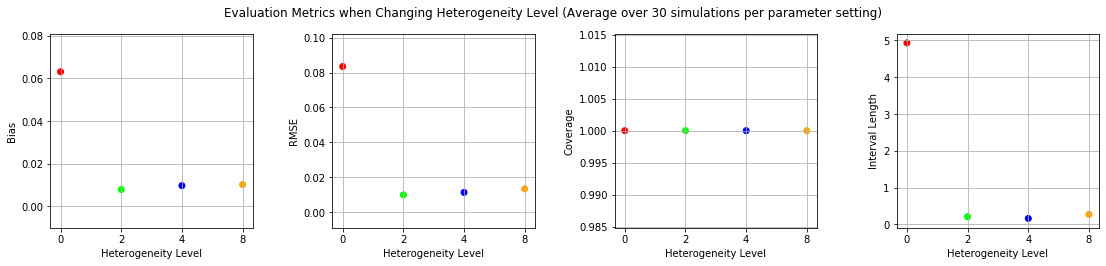 Evaluation Metrics when Changing Heterogeneity Level (Average over 30 simulations per parameter setting)
Bias
0.08
0.06
0.04
0.02
0.00
0 2 4 8
Heterogeneity Level
RMSE
0.10
0.08
0.06
0.04
0.02
0.00
0 2 4 8
Heterogeneity Level
Coverage
1.015
1.010
1.005
1.000
0.995
0.990
0.985
0 2 4 8
Heterogeneity Level
Interval Length
5
4
3
2
1
0
0 2 4 8
Heterogeneity Level